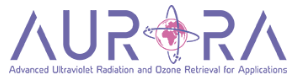 AURORA
Advanced Ultraviolet Radiation and Ozone Retrieval for Applications